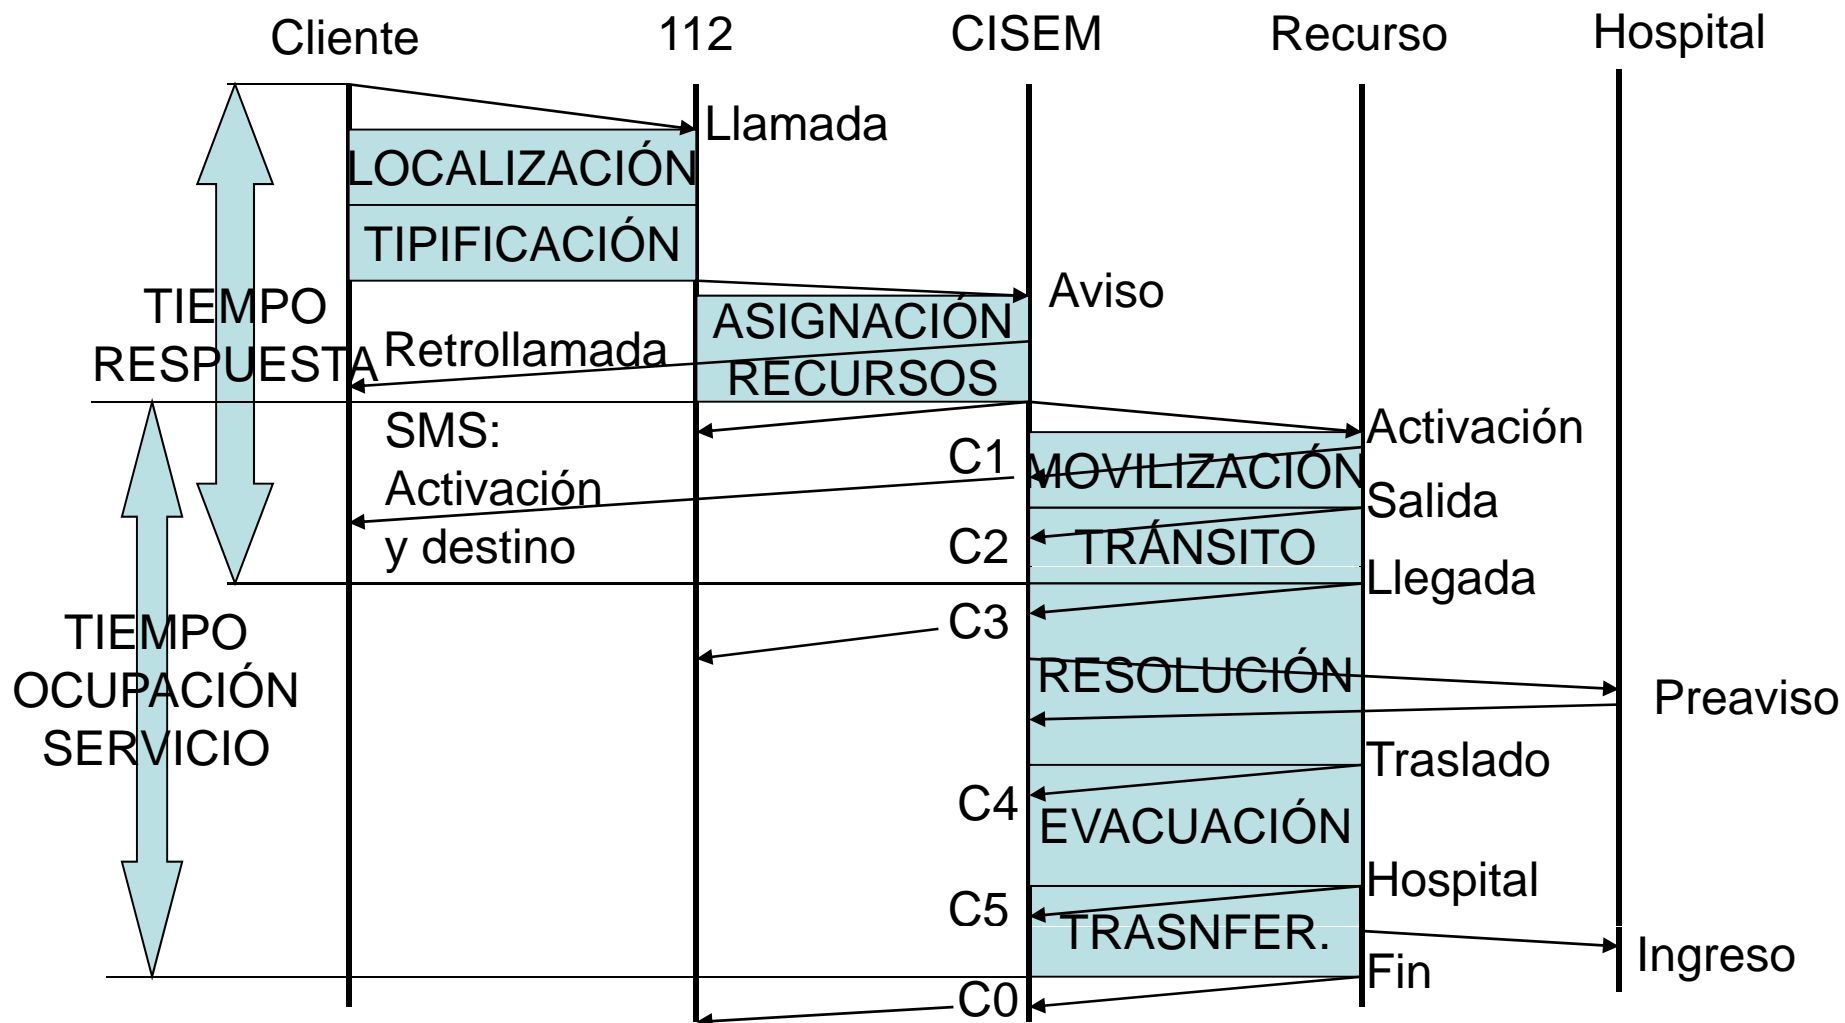 Cliente
112
CISEM
Recurso
Hospital
Llamada
LOCALIZACIÓN
TIPIFICACIÓN
Aviso
TIEMPO
RESPUESTA
Retrollamada
ASIGNACIÓN
RECURSOS
SMS:
Activación
y destino
Activación
C1
MOVILIZACIÓN
Salida
C2
TRÁNSITO
Llegada
C3
TIEMPO
OCUPACIÓN
SERVICIO
RESOLUCIÓN
Preaviso
Traslado
C4
EVACUACIÓN
Hospital
C5
TRASNFER.
Ingreso
Fin
C0